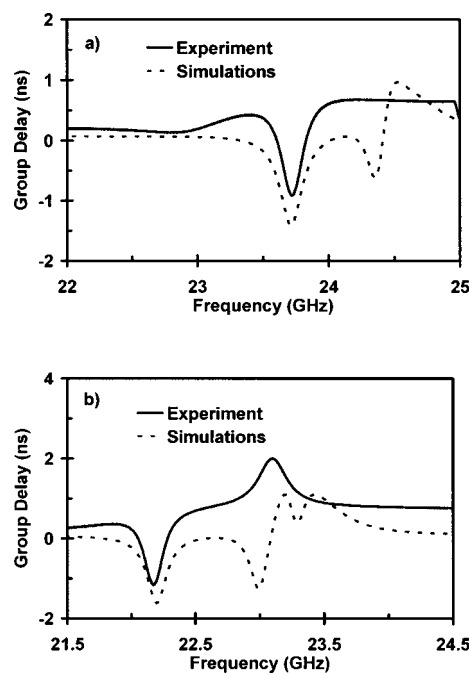 a)
Experiment
Simulations
Group Delay (ns)
2
1
0
-1
-2
22 23 24 25
Frequency (GHz)
b)
Experiment
Simulations
Group Delay (ns)
4
2
0
-2
21.5 22.5 23.5 24.5
Frequency (GHz)